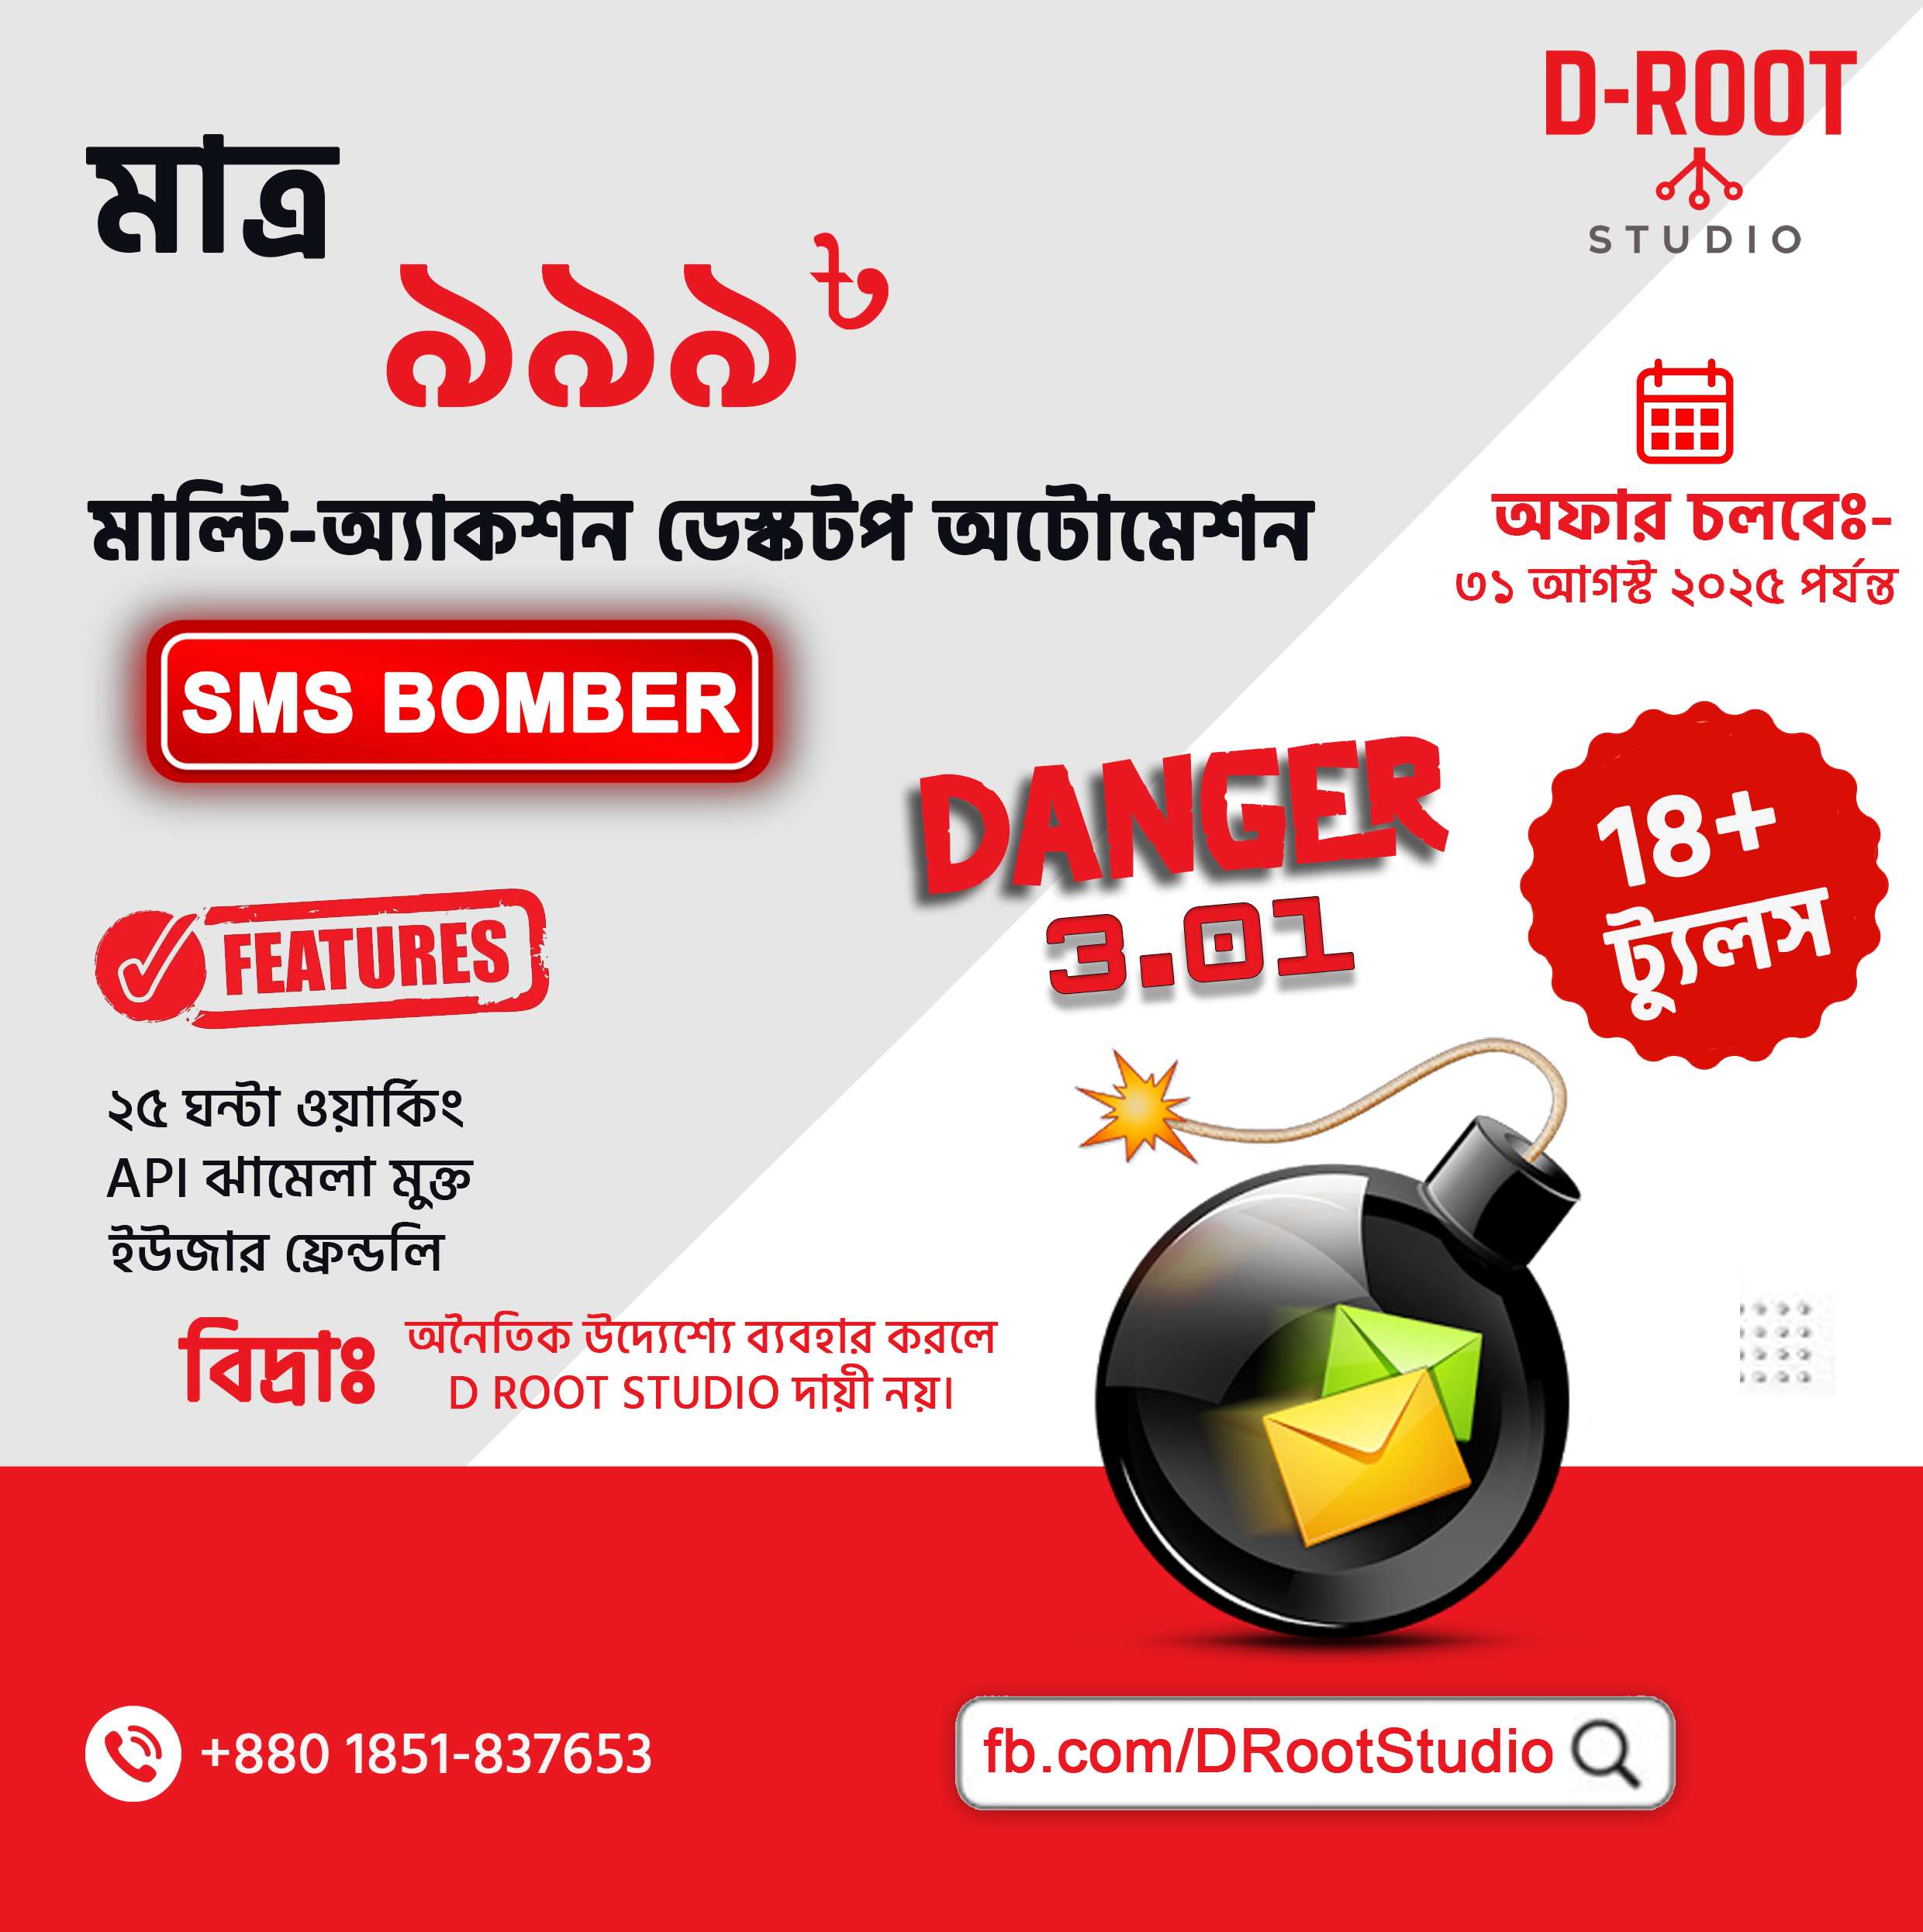 D-ROOT
STUDIO
মাত্র
৯৯৯৳
মাল্টি-অ্যাকশন ডেস্কটপ অটোমেশন
অফার চলবেঃ-
৩১ আগস্ট ২০২৫ পর্যন্ত
SMS BOMBER
DANGER
3.01
18+
ট্যুলস
FEATURES
২৫ ঘন্টা ওয়ার্কিং
API ঝামেলা মুক্ত
ইউজার ফ্রেন্ডলি
বিদ্রাঃ
অনৈতিক উদ্যেশ্যে ব্যবহার করলে
D ROOT STUDIO দায়ী নয়।
+880 1851-837653
fb.com/DRootStudio